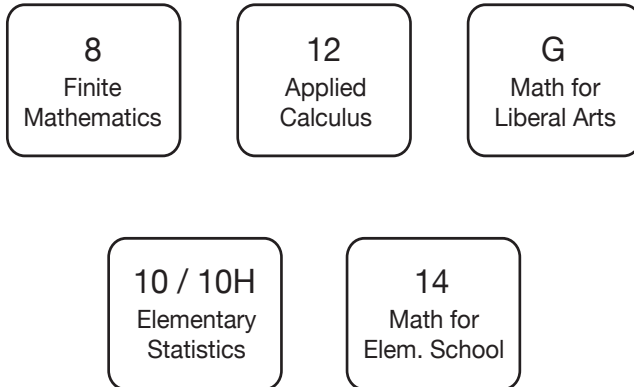 8
Finite
Mathematics
12
Applied
Calculus
G
Math for
Liberal Arts
10 / 10H
Elementary
Statistics
14
Math for
Elem. School